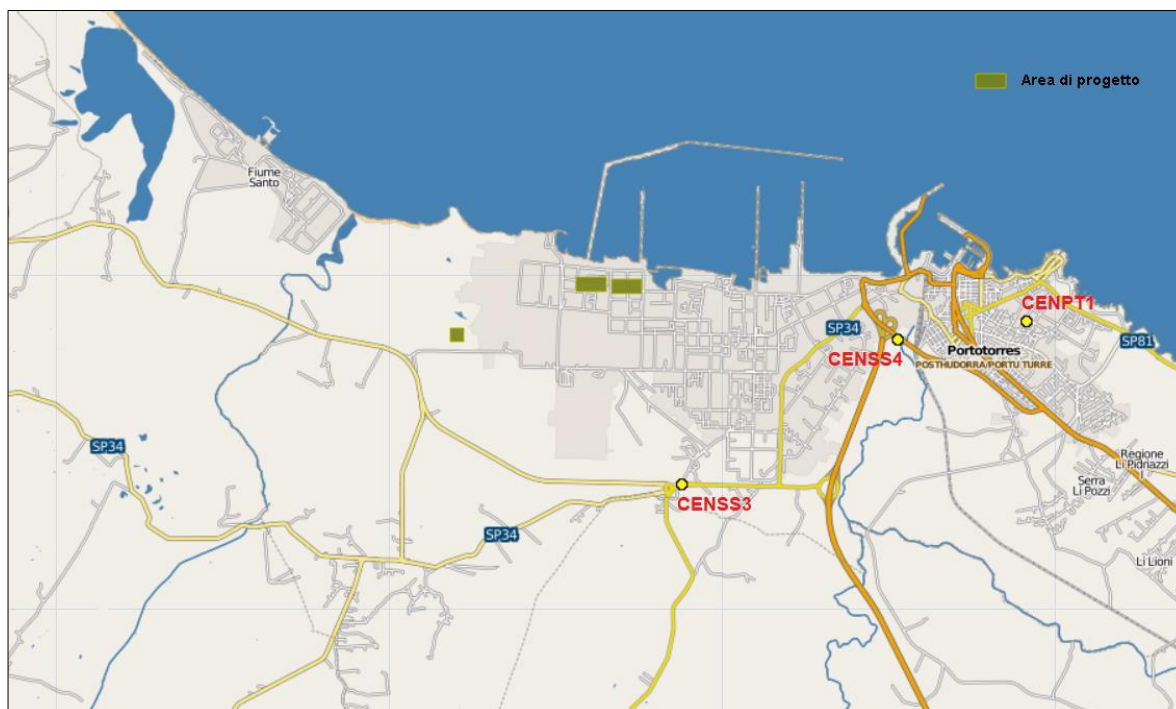 Area di progetto
Fiume
Santo
CENPT1
SP34
CENSS4
Portotorres
POSTHUDORRA/PORTU TURRE
SP81
SP34
Regione
Li Pidriazzi
Serra
Li Pozzi
CENSS3
SP34
Li Lioni